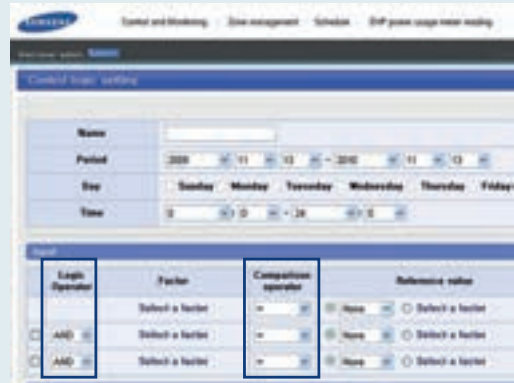 SAMSUNG
Control and Monitoring Zone management Schedule DVP power usage meter reading
Control logic setting
Name
Period 2009 11 13 ~ 2010 11 13
Day Sunday Monday Tuesday Wednesday Thursday Friday
Time 0 : 0 ~ 24 : 0
Input
Logic Operator Factor Comparison operator Reference value
Select a factor = None Select a factor
AND Select a factor = None Select a factor
AND Select a factor = None Select a factor